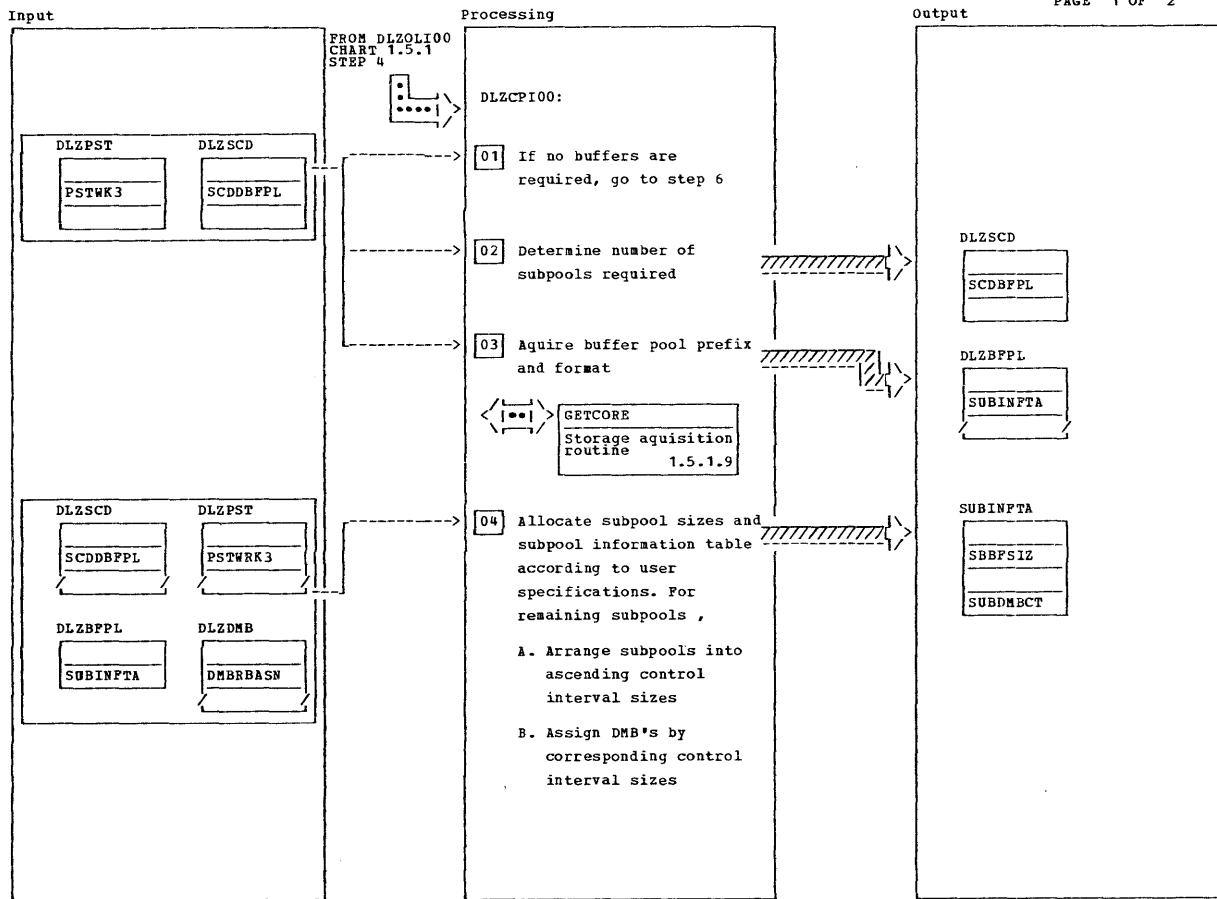 PAGE 1 OF 2
Input
Processing
Output
FROM DLZOLI00
CHART 1.5.1
STEP 4
DLZCPI00:
DLZPST DLZSCD
PSTWK3 SCDDBFPL
01 If no buffers are
required, go to step 6
02 Determine number of
subpools required
DLZSCD
SCDBFPL
03 Aquire buffer pool prefix
and format
DLZBFPL
SUBINFTA
GETCORE
Storage aquisition
routine
1.5.1.9
DLZSCD DLZPST
SCDDBFPL PSTWRK3
DLZBFPL DLZDMB
SUBINFTA DMBRBASN
04 Allocate subpool sizes and
subpool information table
according to user
specifications. For
remaining subpools ,
A. Arrange subpools into
ascending control
interval sizes
B. Assign DMB's by
corresponding control
interval sizes
SUBINFTA
SBBFSIZ
SUBDMBCT